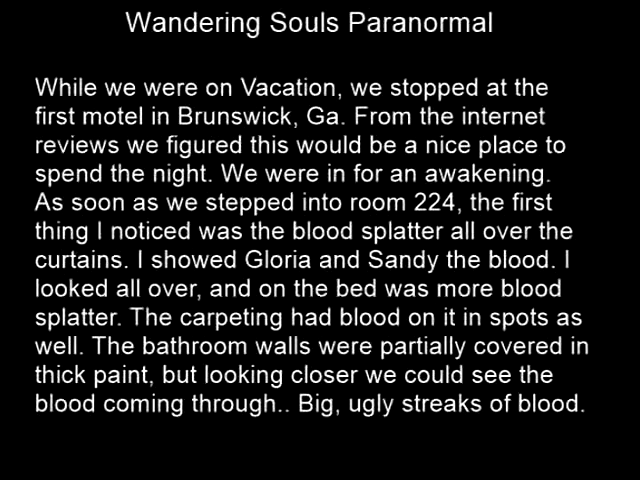 Wandering Souls Paranormal
While we were on Vacation, we stopped at the
first motel in Brunswick, Ga. From the internet
reviews we figured this would be a nice place to
spend the night. We were in for an awakening.
As soon as we stepped into room 224, the first
thing I noticed was the blood splatter all over the
curtains. I showed Gloria and Sandy the blood. I
looked all over, and on the bed was more blood
splatter. The carpeting had blood on it in spots as
well. The bathroom walls were partially covered in
thick paint, but looking closer we could see the
blood coming through.. Big, ugly streaks of blood.